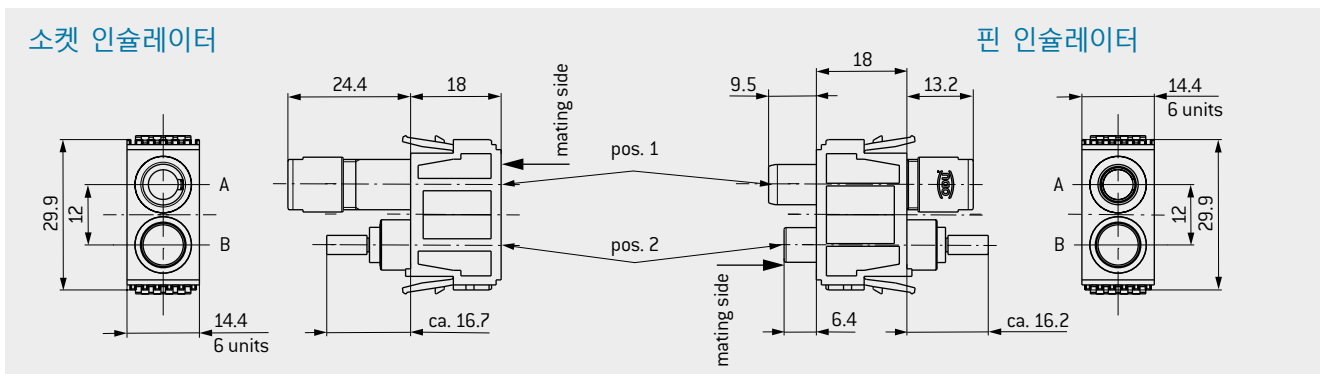 소켓 인슐레이터
핀 인슐레이터
24.4
18
mating side
9.5
18
13.2
14.4
6 units
pos. 1
29.9
12
A
B
pos. 2
A
B
12
29.9
14.4
6 units
ca. 16.7
mating side
6.4
ca. 16.2